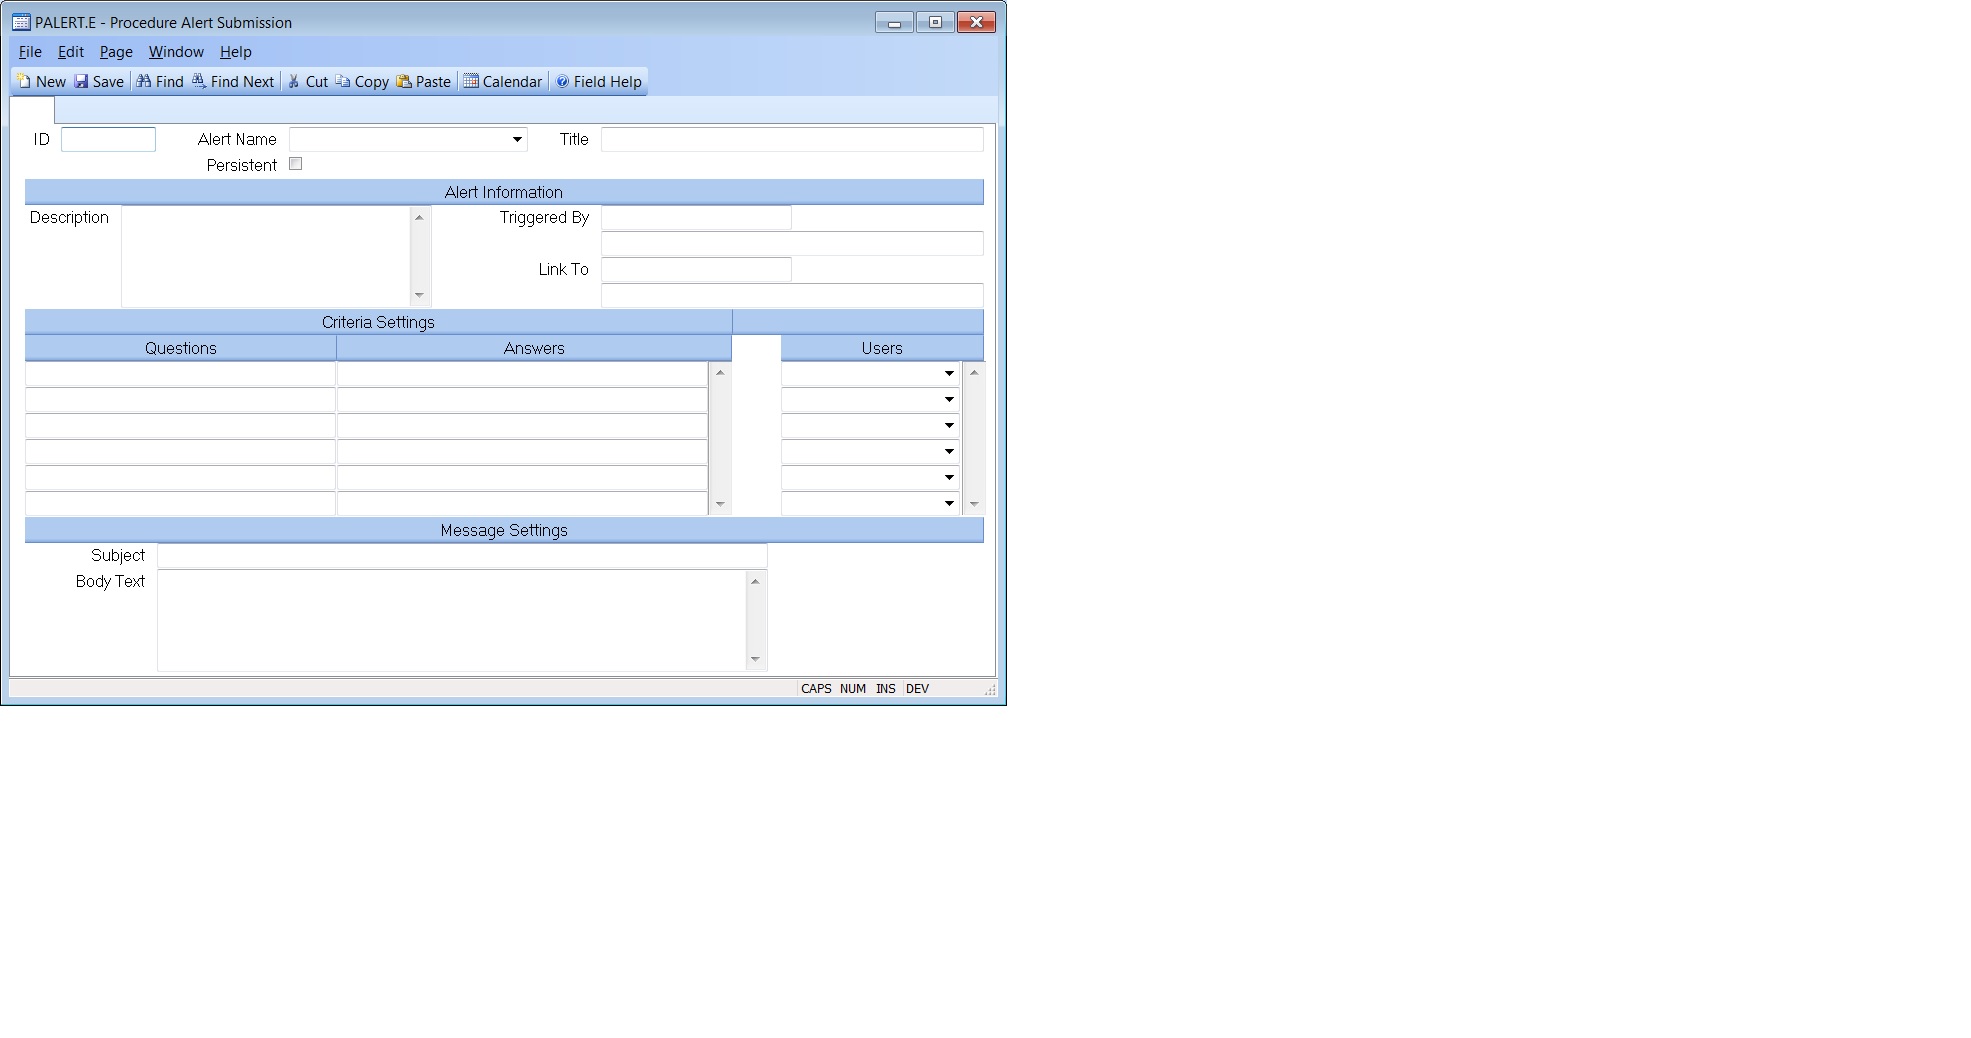 PALERT.E - Procedure Alert Submission
File Edit Page Window Help
New Save Find Find Next Cut Copy Paste Calendar Field Help
ID Alert Name Title
Persistent
Alert Information
Description Triggered By
Link To
Criteria Settings
Questions Answers Users
Message Settings
Subject
Body Text
CAPS NUM INS DEV